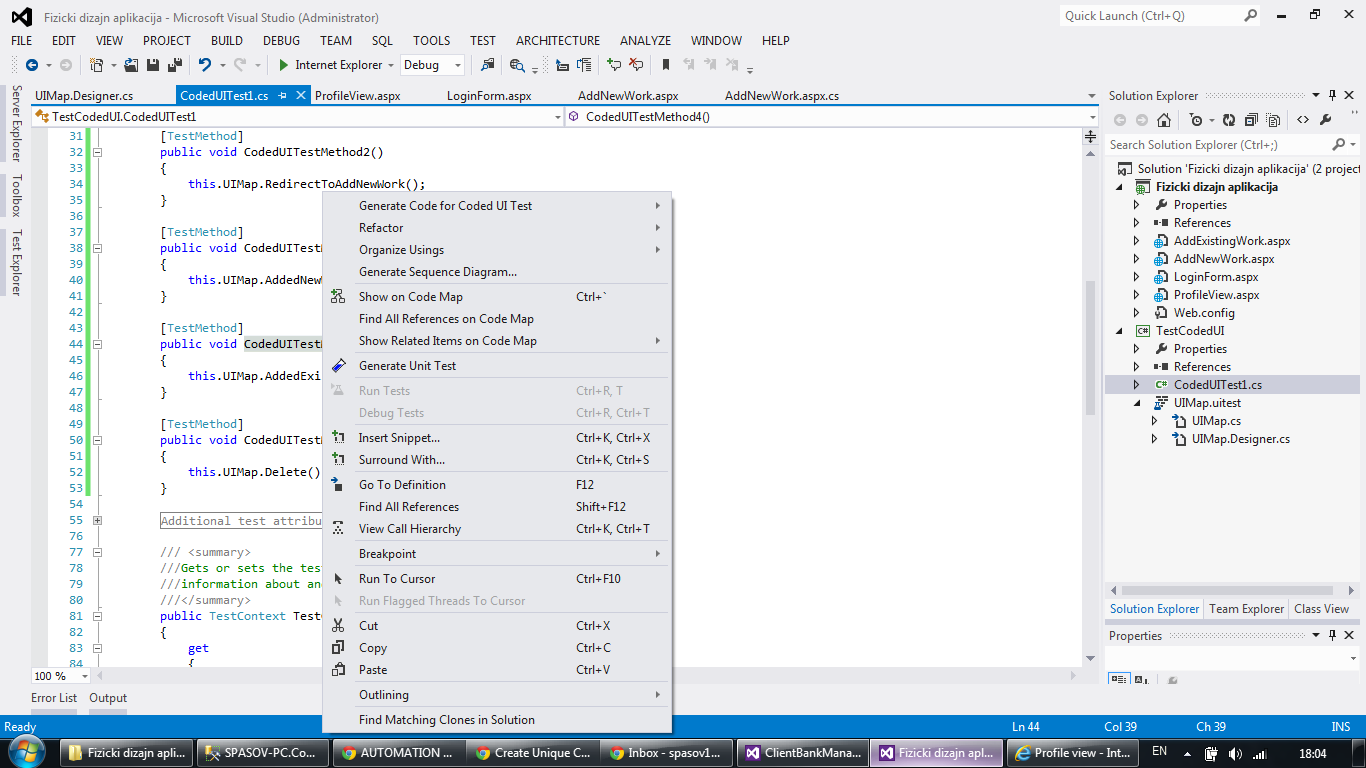 Fizicki dizajn aplikacija - Microsoft Visual Studio (Administrator)
Quick Launch (Ctrl+Q)
FILE EDIT VIEW PROJECT BUILD DEBUG TEAM SQL TOOLS TEST ARCHITECTURE ANALYZE WINDOW HELP
Internet Explorer Debug
Server Explorer
Toolbox
Test Explorer
UIMap.Designer.cs CodedUITest1.cs ProfileView.aspx LoginForm.aspx AddNewWork.aspx AddNewWork.aspx.cs
TestCodedUI.CodedUITest1 CodedUITestMethod4()
31 [TestMethod]
32 public void CodedUITestMethod2()
33 {
34 this.UIMap.RedirectToAddNewWork();
35 }
36
37 [TestMethod]
38 public void CodedUITest
39 {
40 this.UIMap.AddedNew
41 }
42
43 [TestMethod]
44 public void CodedUITest
45 {
46 this.UIMap.AddedExi
47 }
48
49 [TestMethod]
50 public void CodedUITest
51 {
52 this.UIMap.Delete()
53 }
54
55 Additional test attribu
76
77 /// <summary>
78 ///Gets or sets the tes
79 ///information about an
80 ///</summary>
81 public TestContext Test
82 {
83 get
84 {
Generate Code for Coded UI Test
Refactor
Organize Usings
Generate Sequence Diagram...
Show on Code Map Ctrl+`
Find All References on Code Map
Show Related Items on Code Map
Generate Unit Test
Run Tests Ctrl+R, T
Debug Tests Ctrl+R, Ctrl+T
Insert Snippet... Ctrl+K, Ctrl+X
Surround With... Ctrl+K, Ctrl+S
Go To Definition F12
Find All References Shift+F12
View Call Hierarchy Ctrl+K, Ctrl+T
Breakpoint
Run To Cursor Ctrl+F10
Run Flagged Threads To Cursor
Cut Ctrl+X
Copy Ctrl+C
Paste Ctrl+V
Outlining
Find Matching Clones in Solution
Solution Explorer
Search Solution Explorer (Ctrl+;)
Solution 'Fizicki dizajn aplikacija' (2 project
Fizicki dizajn aplikacija
Properties
References
AddExistingWork.aspx
AddNewWork.aspx
LoginForm.aspx
ProfileView.aspx
Web.config
TestCodedUI
Properties
References
CodedUITest1.cs
UIMap.uitest
UIMap.cs
UIMap.Designer.cs
Solution Explorer Team Explorer Class View
Properties
100 %
Error List Output
Ready Ln 44 Col 39 Ch 39 INS
Fizicki dizajn apli... SPASOV-PC.Co... AUTOMATION ... Create Unique C... Inbox - spasov1... ClientBankMana... Fizicki dizajn apl... Profile view - Int... EN 18:04